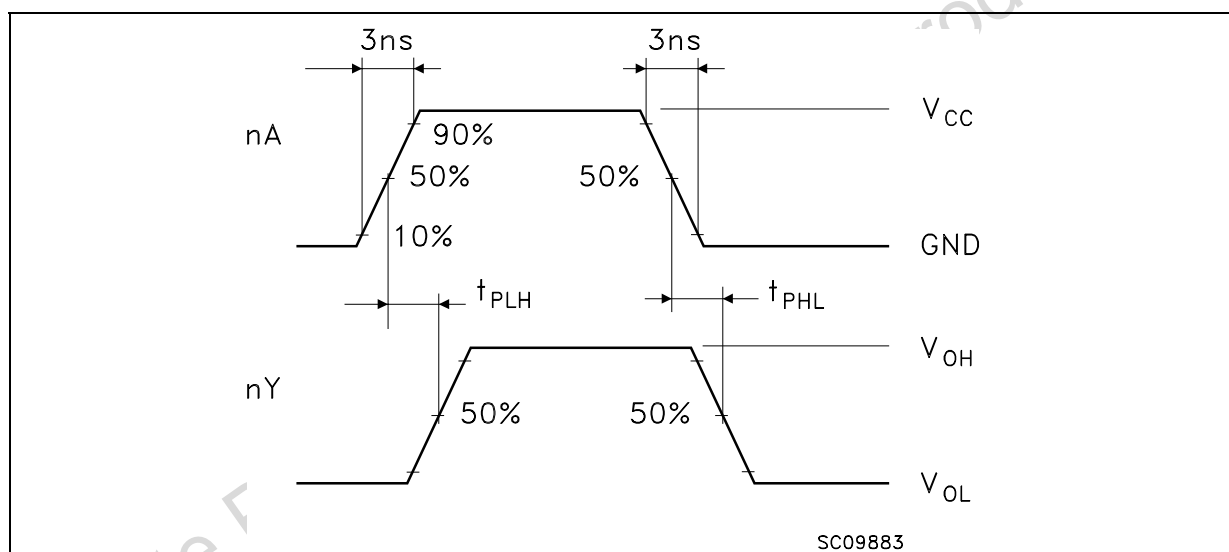 3ns 3ns
nA
V_CC
90%
50% 50%
10%
GND
t_PLH t_PHL
nY
V_OH
50% 50%
V_OL
SC09883